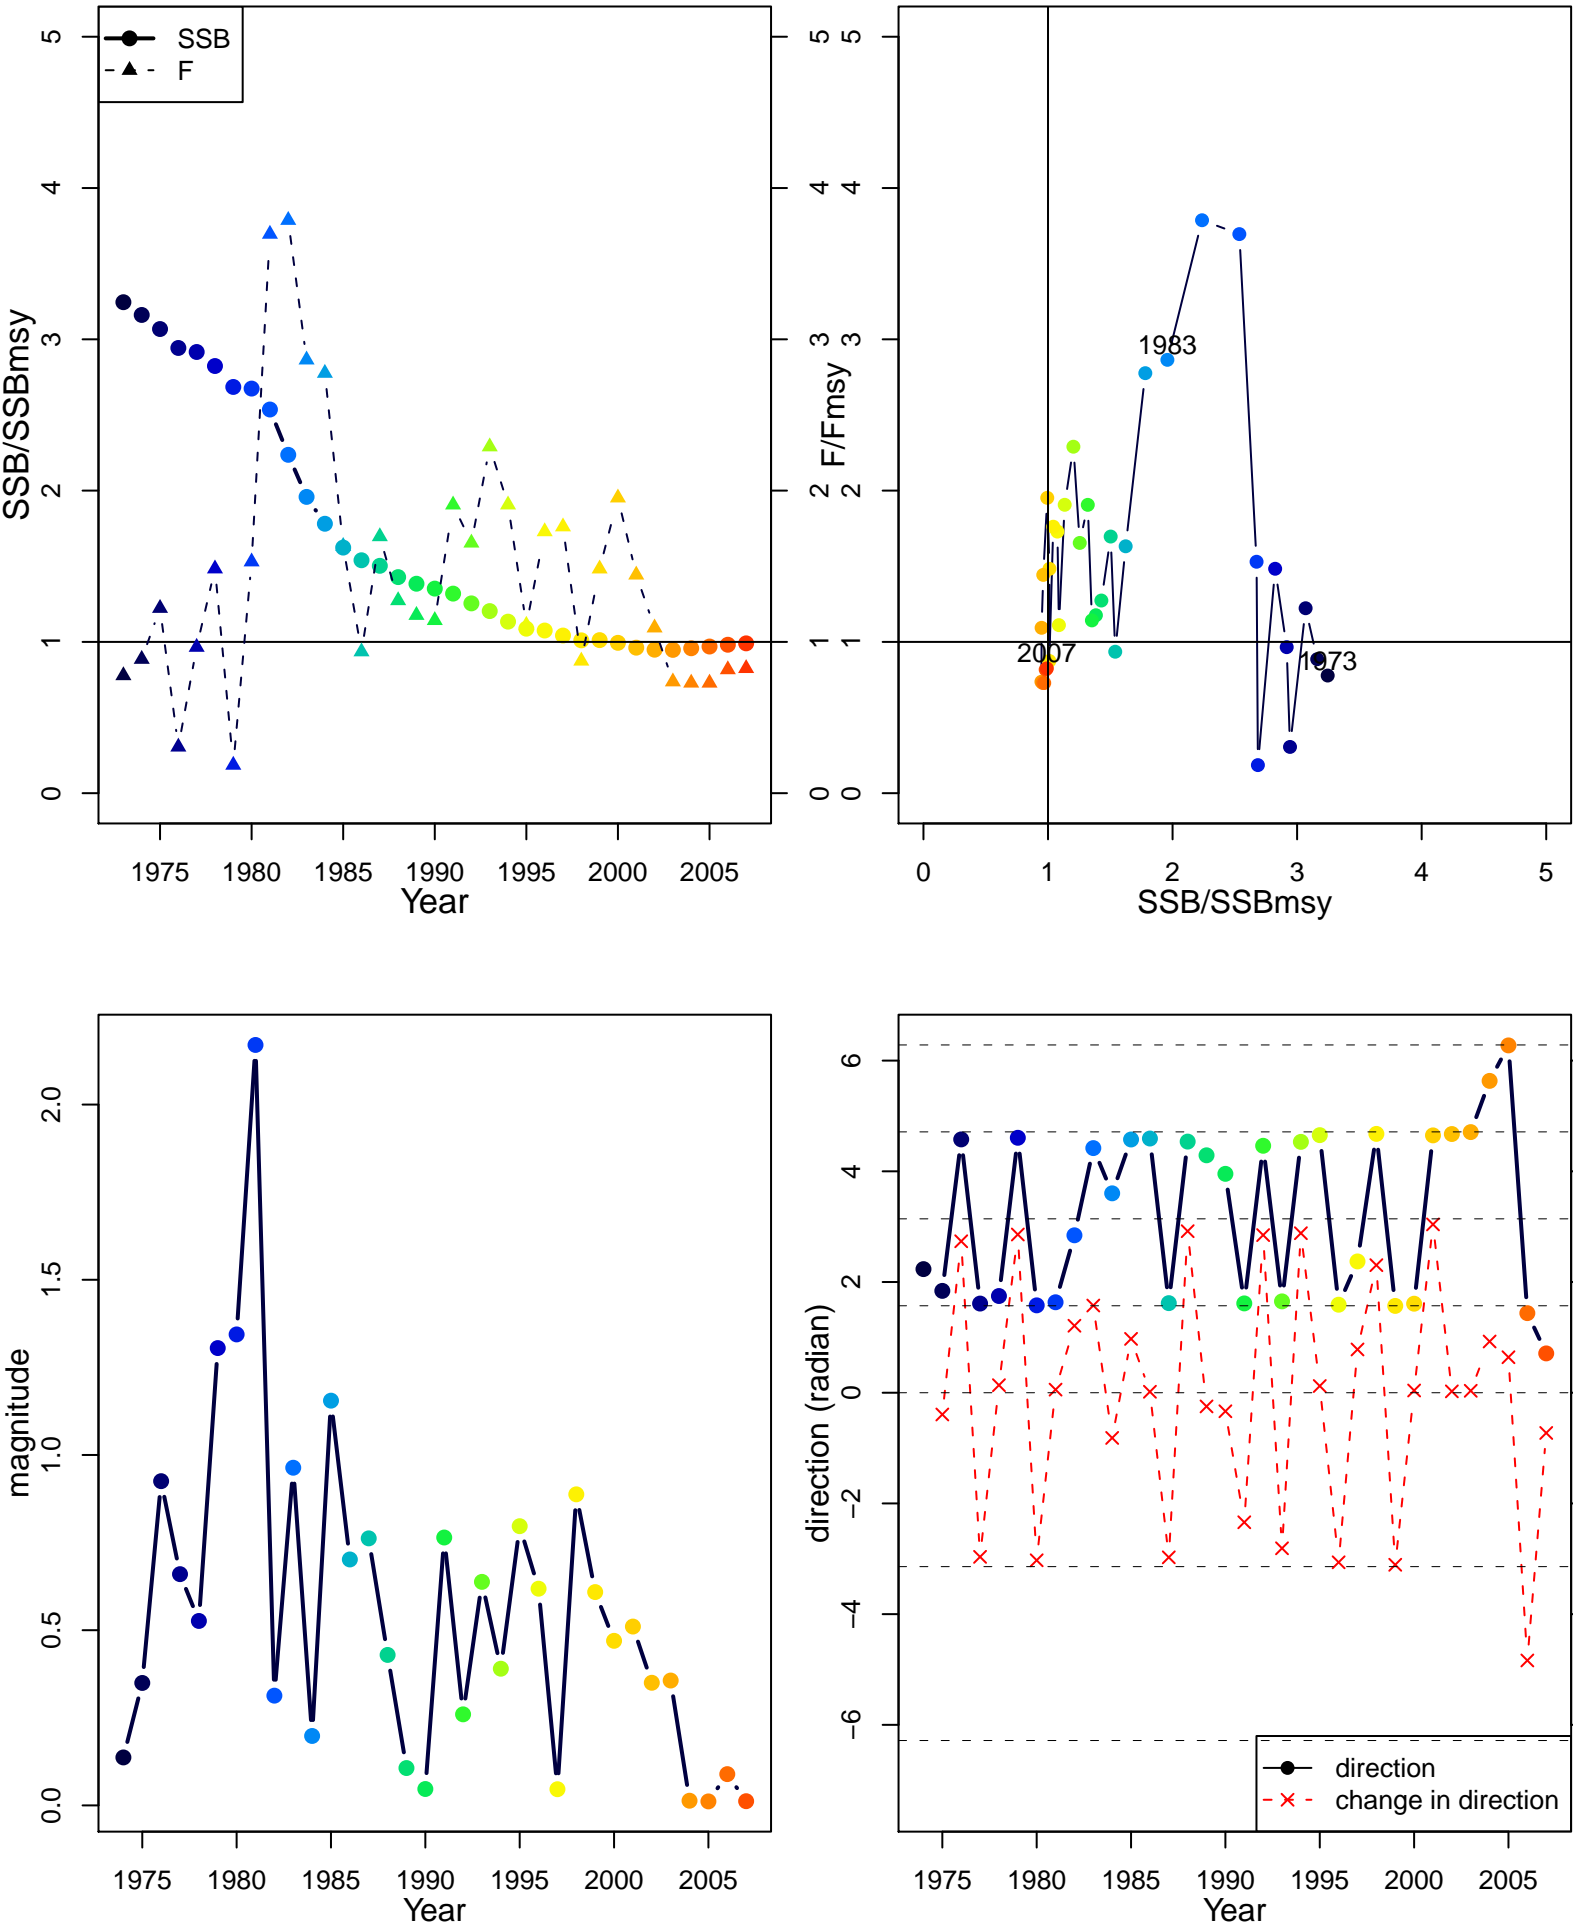 SSB
F
SSB/SSBmsy
0 1 2 3 4 5
0 1 2 3 4 5
1975 1980 1985 1990 1995 2000 2005
Year
F/Fmsy
0 1 2 3 4 5
1983
2007
1973
0 1 2 3 4 5
SSB/SSBmsy
magnitude
0.0 0.5 1.0 1.5 2.0
1975 1980 1985 1990 1995 2000 2005
Year
direction (radian)
−6 −4 −2 0 2 4 6
direction
change in direction
1975 1980 1985 1990 1995 2000 2005
Year